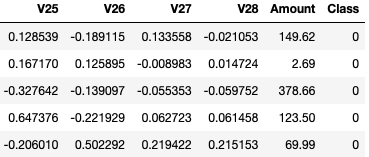 V25 V26 V27 V28 Amount Class
0.128539 -0.189115 0.133558 -0.021053 149.62 0
0.167170 0.125895 -0.008983 0.014724 2.69 0
-0.327642 -0.139097 -0.055353 -0.059752 378.66 0
0.647376 -0.221929 0.062723 0.061458 123.50 0
-0.206010 0.502292 0.219422 0.215153 69.99 0